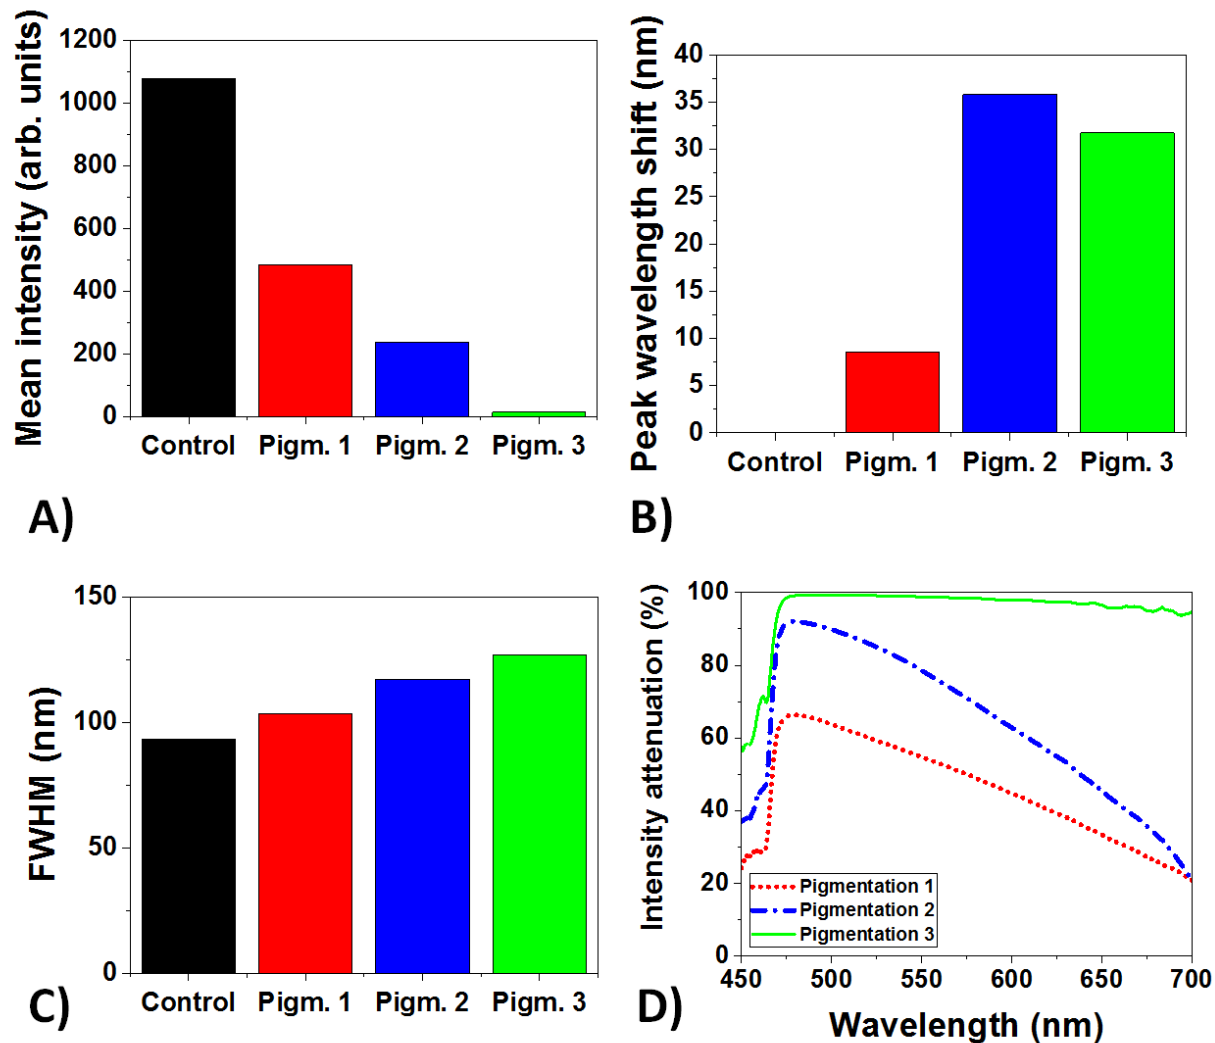 Mean intensity (arb. units)
1200
1000
800
600
400
200
0
Control Pigm. 1 Pigm. 2 Pigm. 3
A)
Peak wavelength shift (nm)
40
35
30
25
20
15
10
5
0
Control Pigm. 1 Pigm. 2 Pigm. 3
B)
FWHM (nm)
150
100
50
0
Control Pigm. 1 Pigm. 2 Pigm. 3
C)
Intensity attenuation (%)
100
80
60
40
20
0
Pigmentation 1
Pigmentation 2
Pigmentation 3
450 500 550 600 650 700
Wavelength (nm)
D)